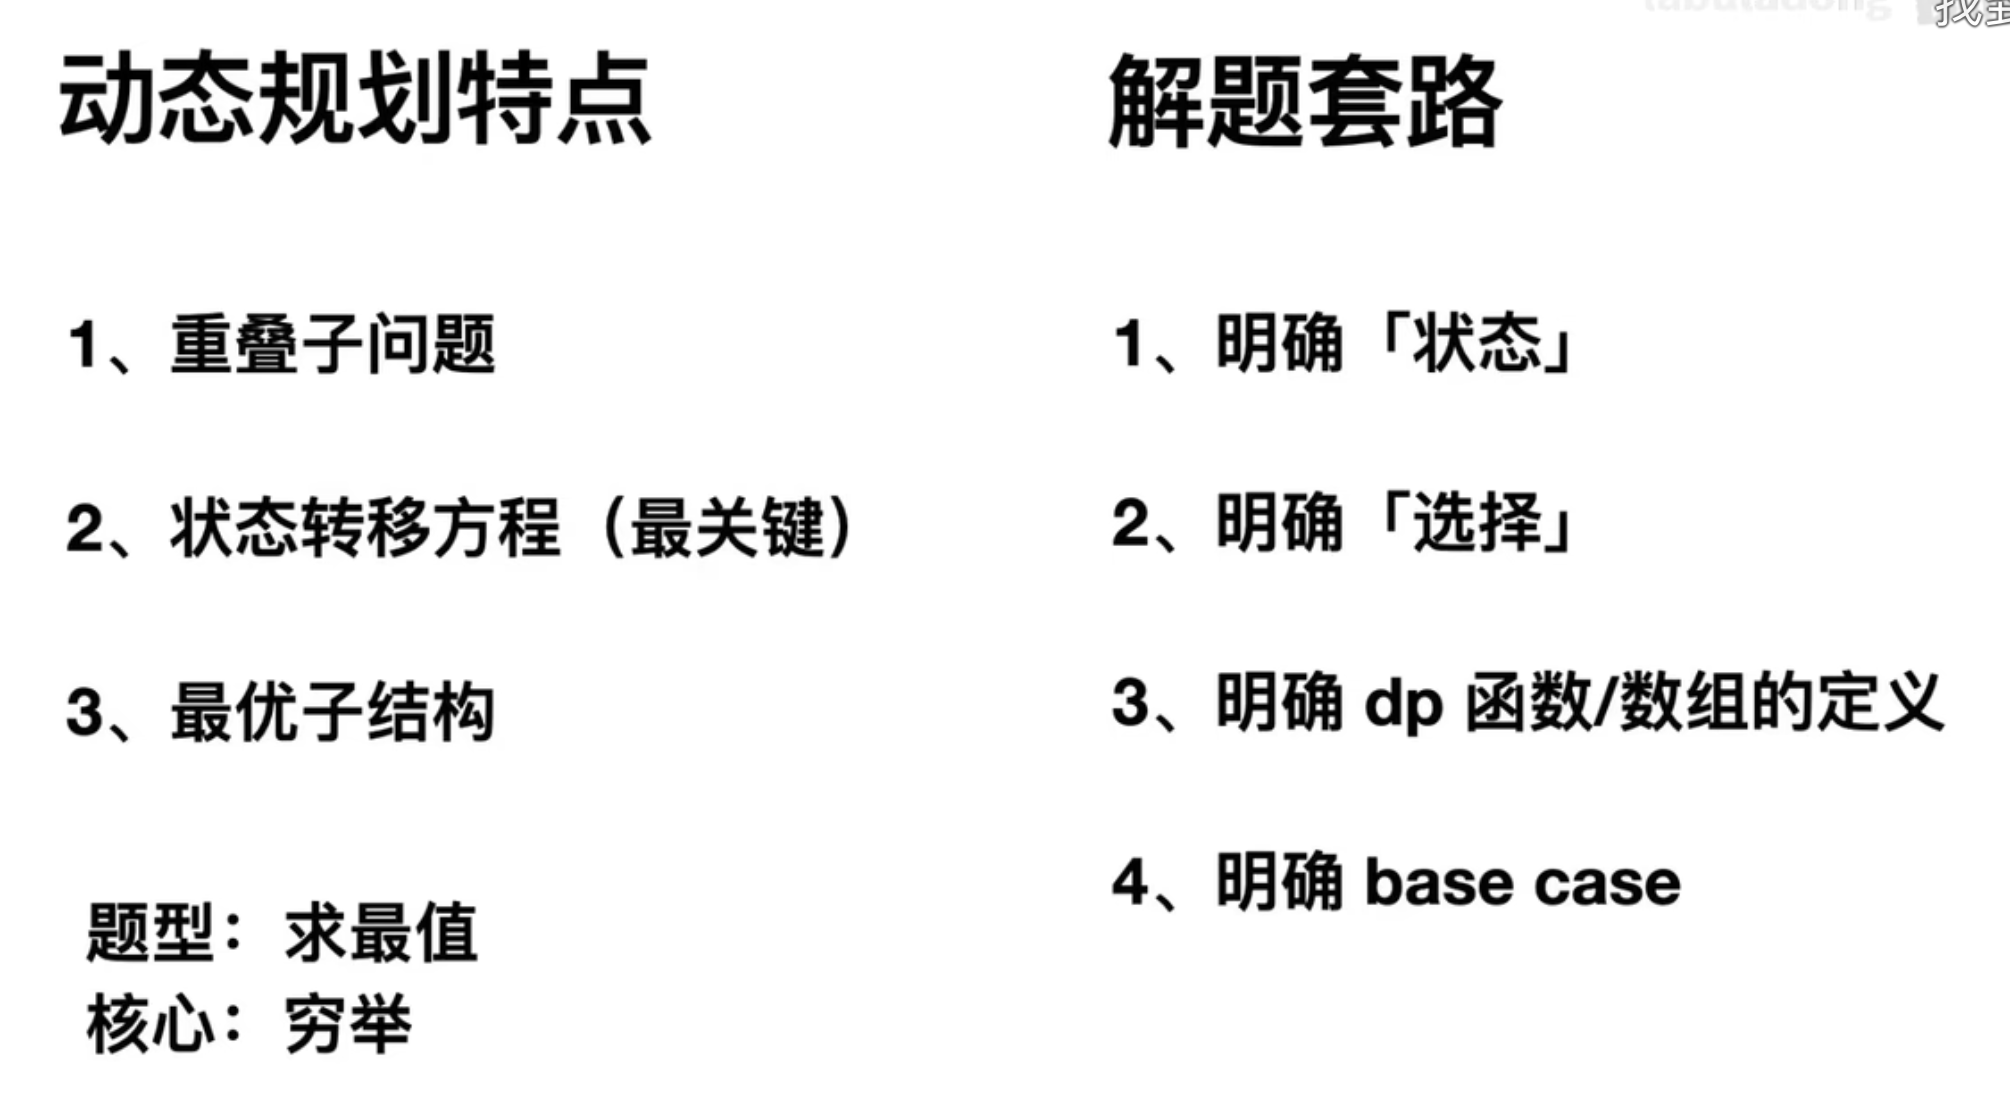 labuladong
动态规划特点
1、重叠子问题
2、状态转移方程（最关键）
3、最优子结构
题型：求最值
核心：穷举
解题套路
1、明确「状态」
2、明确「选择」
3、明确 dp 函数/数组的定义
4、明确 base case